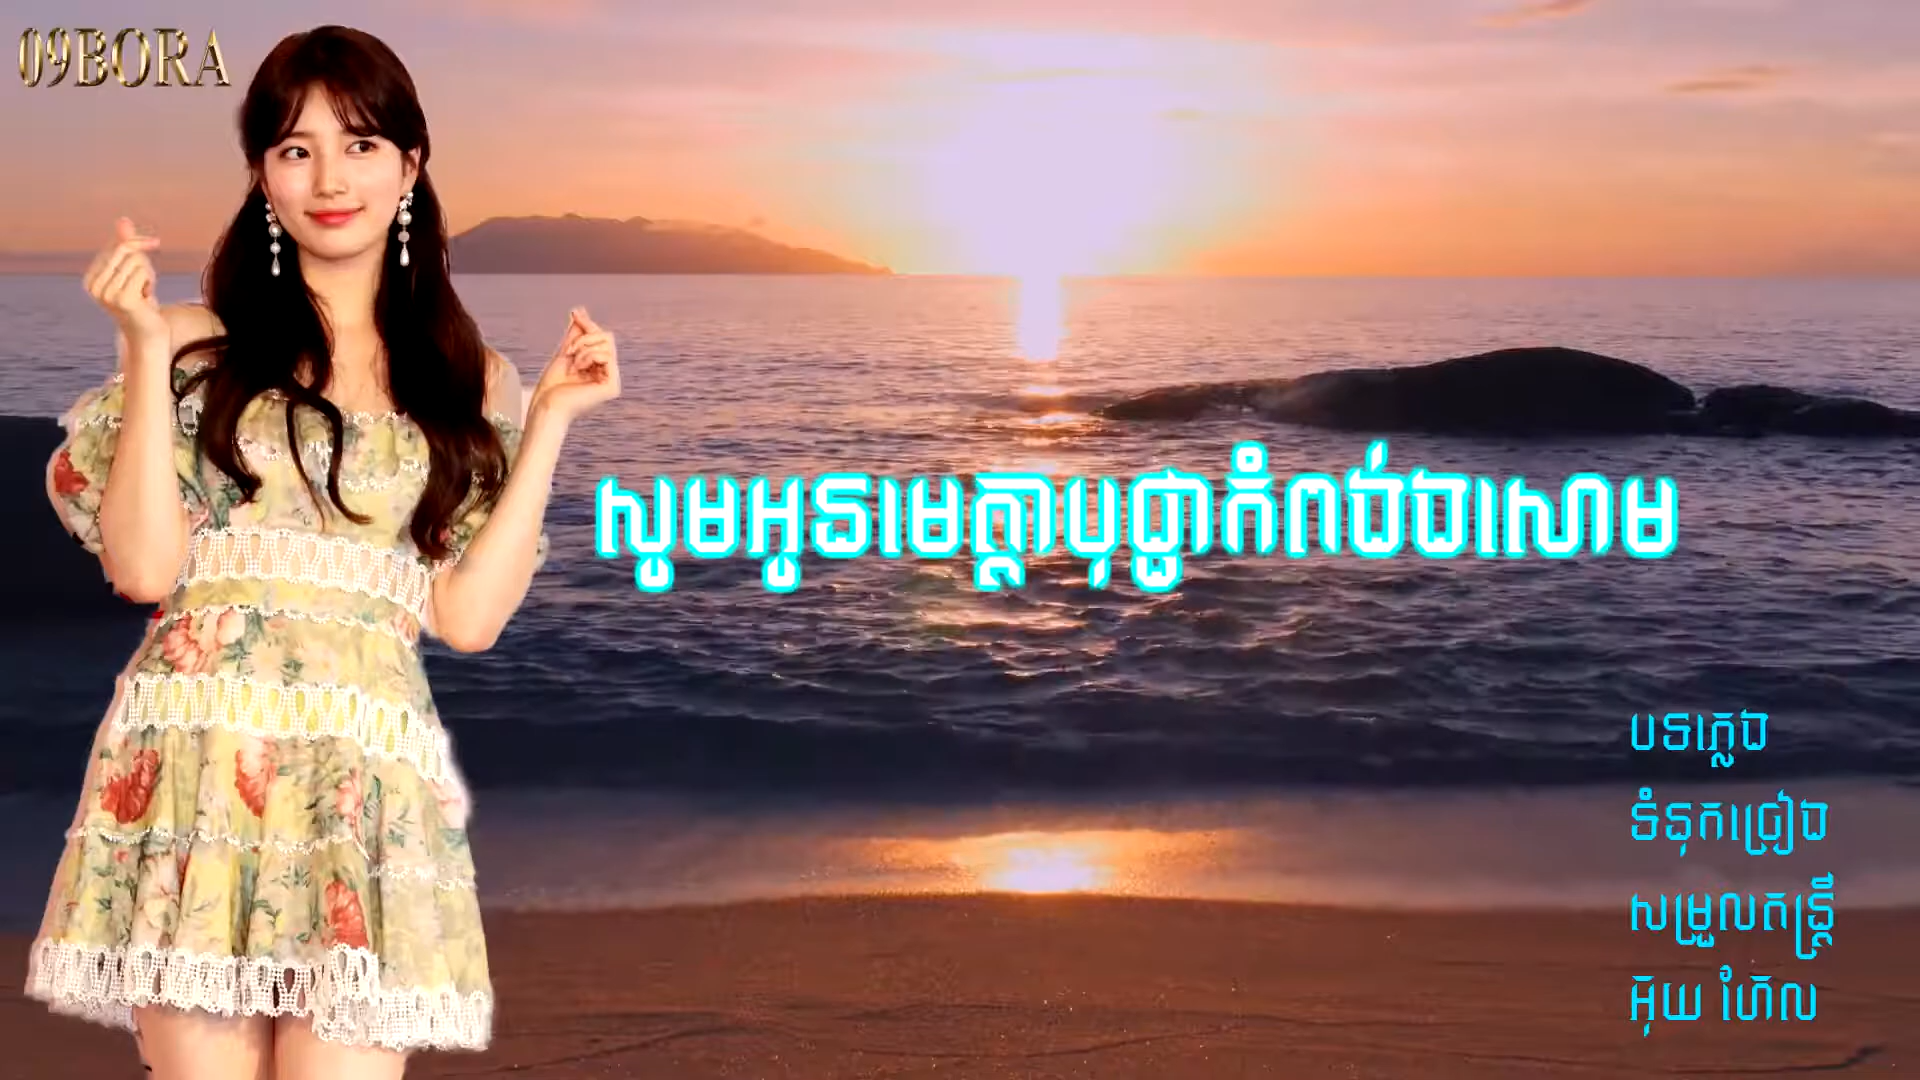 09BORA
សូមអូនមេត្តាបុផ្ផាកំពង់ងសោម
បទភ្លេង
ទំនុកច្រៀង
សម្រួលតន្ត្រី
អ៊ុយ ហ៊ែល